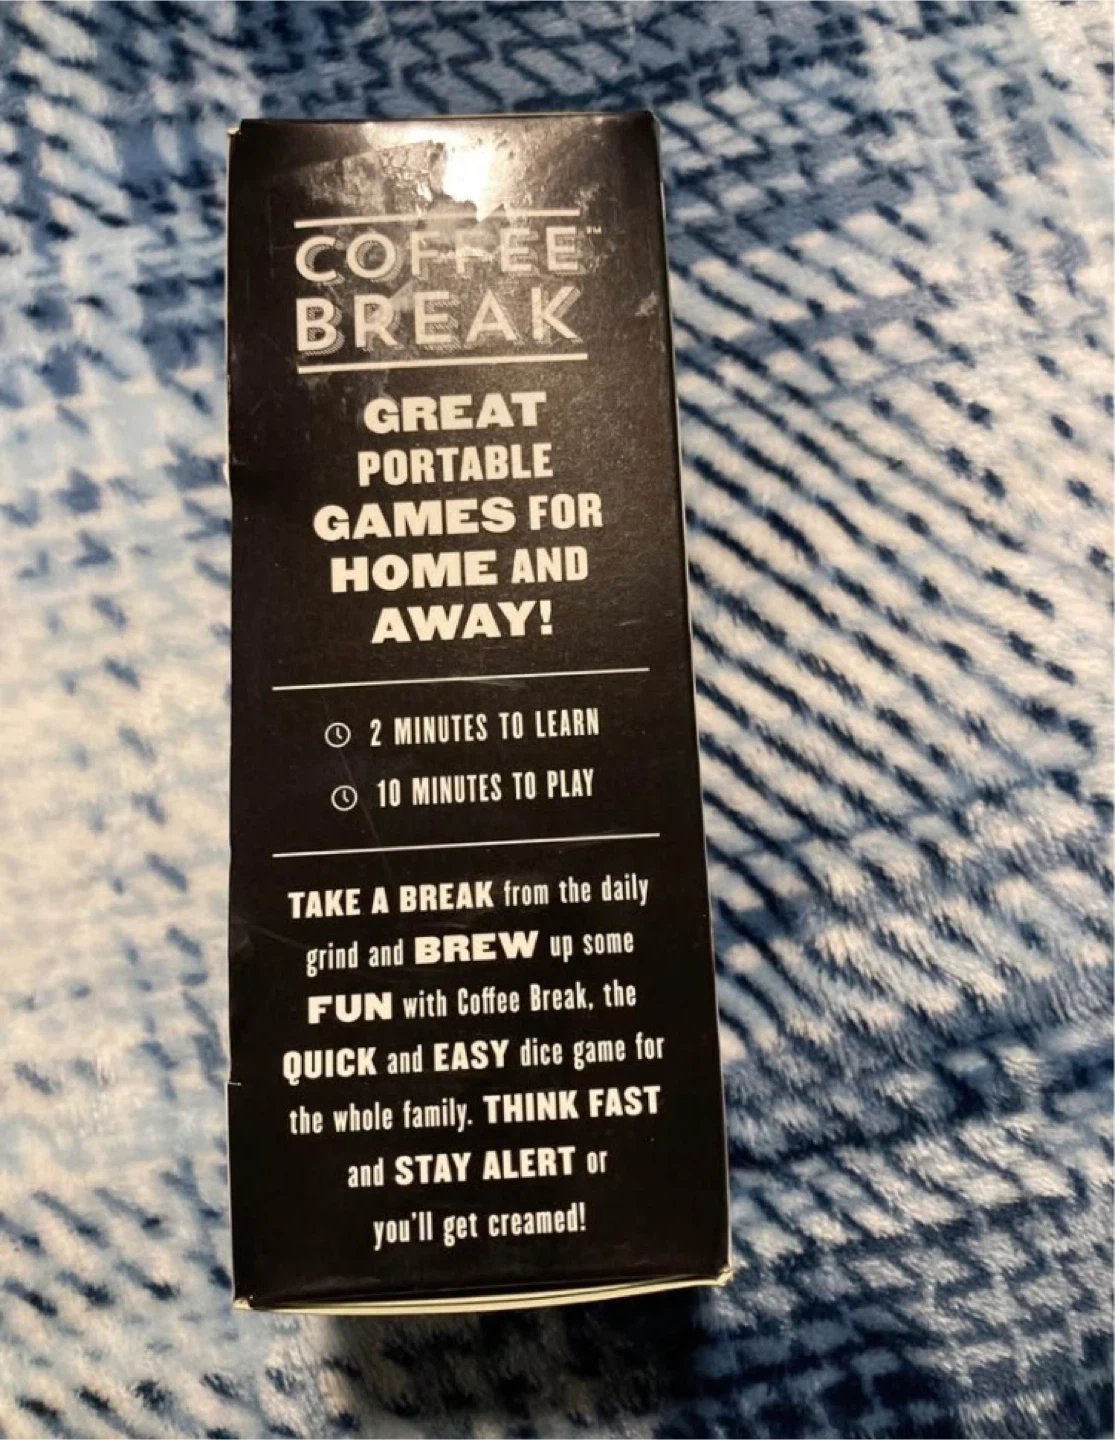 COFFEE™
BREAK
GREAT
PORTABLE
GAMES FOR
HOME AND
AWAY!
2 MINUTES TO LEARN
10 MINUTES TO PLAY
TAKE A BREAK from the daily
grind and BREW up some
FUN with Coffee Break, the
QUICK and EASY dice game for
the whole family. THINK FAST
and STAY ALERT or
you'll get creamed!